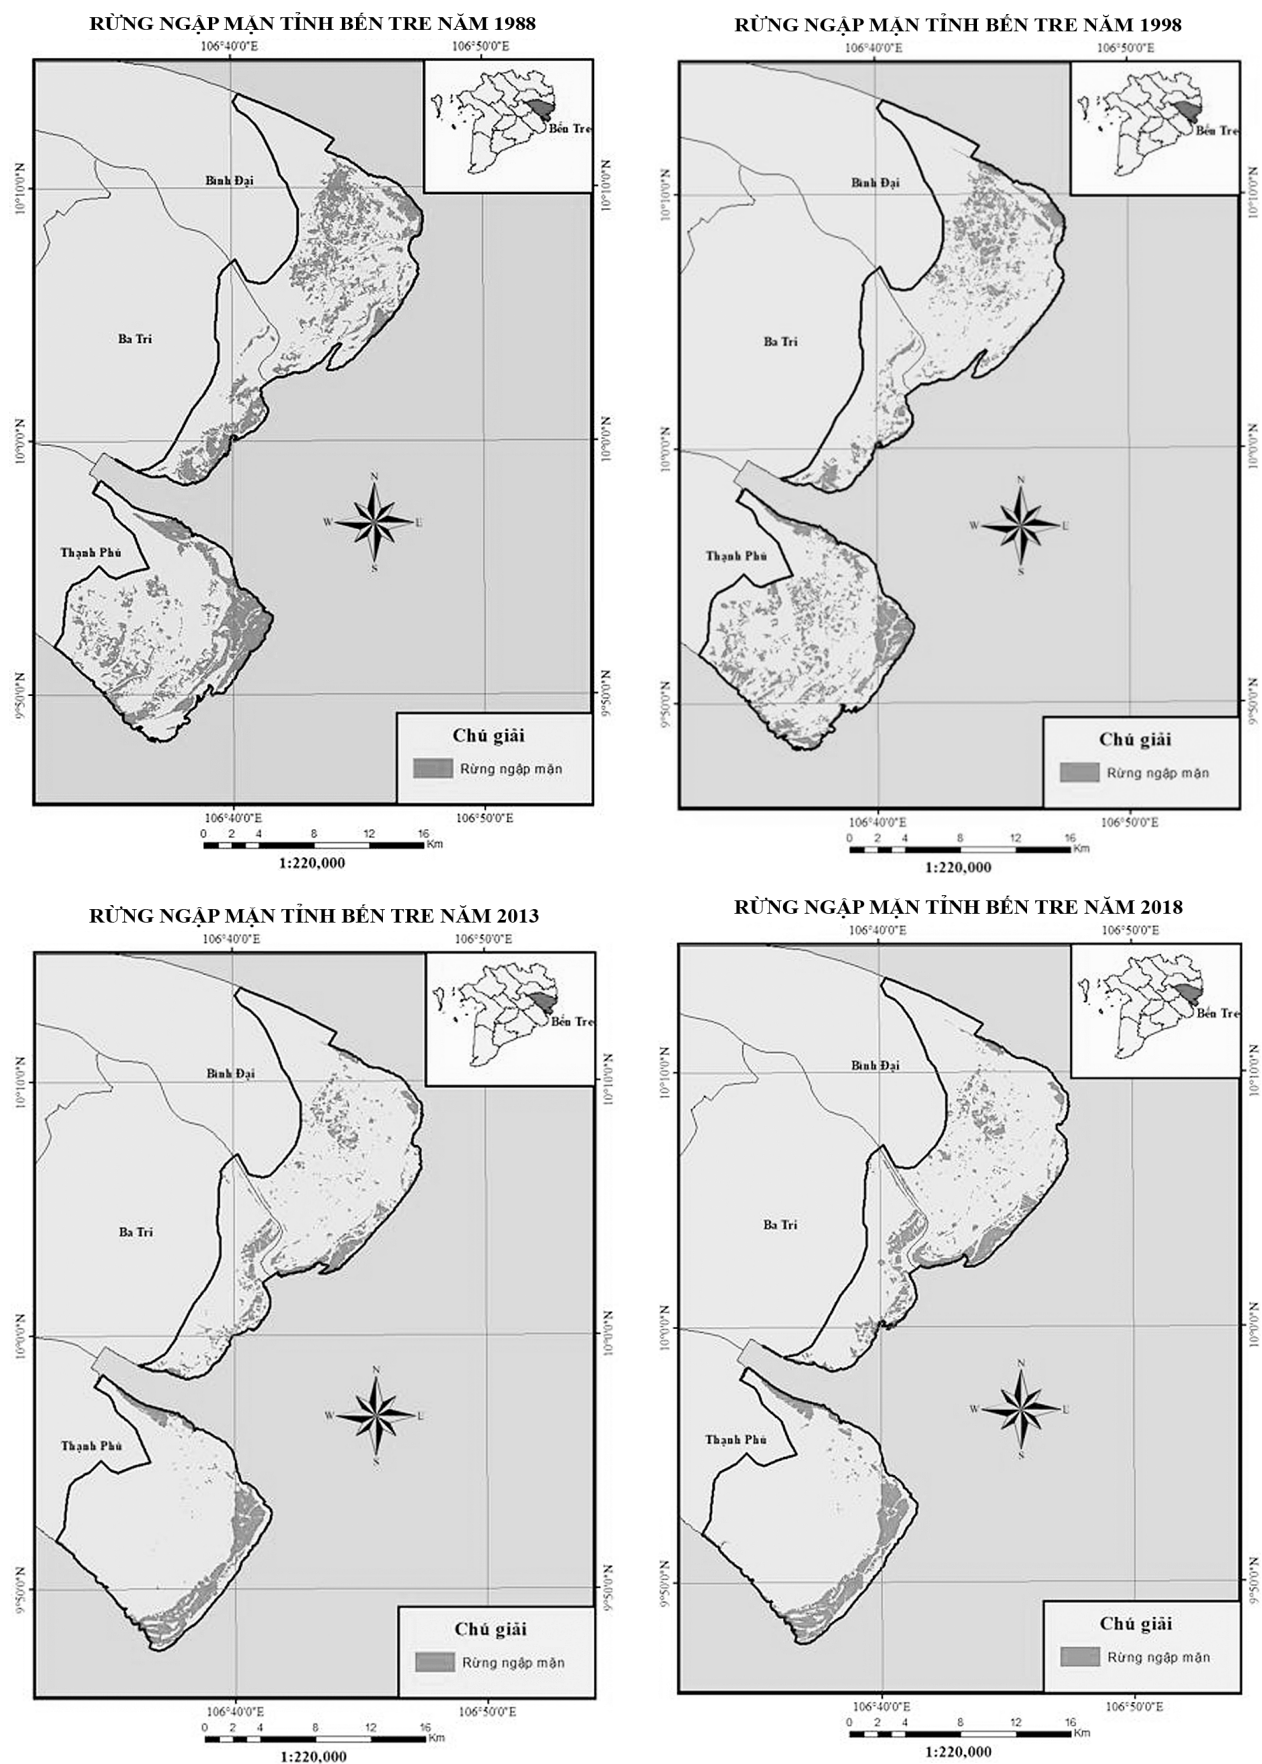 RỪNG NGẬP MẶN TỈNH BẾN TRE NĂM 1988
106°40'0"E 106°50'0"E
Bến Tre
10°10'0"N 10°10'0"N
Bình Đại
Ba Tri
10°0'0"N 10°0'0"N
N
W E
S
Thạnh Phú
9°50'0"N 9°50'0"N
Chú giải
Rừng ngập mặn
106°40'0"E 106°50'0"E
0 2 4 8 12 16
Km
1:220,000
RỪNG NGẬP MẶN TỈNH BẾN TRE NĂM 1998
106°40'0"E 106°50'0"E
Bến Tre
10°10'0"N 10°10'0"N
Bình Đại
Ba Tri
10°0'0"N 10°0'0"N
N
W E
S
Thạnh Phú
9°50'0"N 9°50'0"N
Chú giải
Rừng ngập mặn
106°40'0"E 106°50'0"E
0 2 4 8 12 16
Km
1:220,000
RỪNG NGẬP MẶN TỈNH BẾN TRE NĂM 2013
106°40'0"E 106°50'0"E
Bến Tre
10°10'0"N 10°10'0"N
Bình Đại
Ba Tri
10°0'0"N 10°0'0"N
N
W E
S
Thạnh Phú
9°50'0"N 9°50'0"N
Chú giải
Rừng ngập mặn
106°40'0"E 106°50'0"E
0 2 4 8 12 16
Km
1:220,000
RỪNG NGẬP MẶN TỈNH BẾN TRE NĂM 2018
106°40'0"E 106°50'0"E
Bến Tre
10°10'0"N 10°10'0"N
Bình Đại
Ba Tri
10°0'0"N 10°0'0"N
N
W E
S
Thạnh Phú
9°50'0"N 9°50'0"N
Chú giải
Rừng ngập mặn
106°40'0"E 106°50'0"E
0 2 4 8 12 16
Km
1:220,000